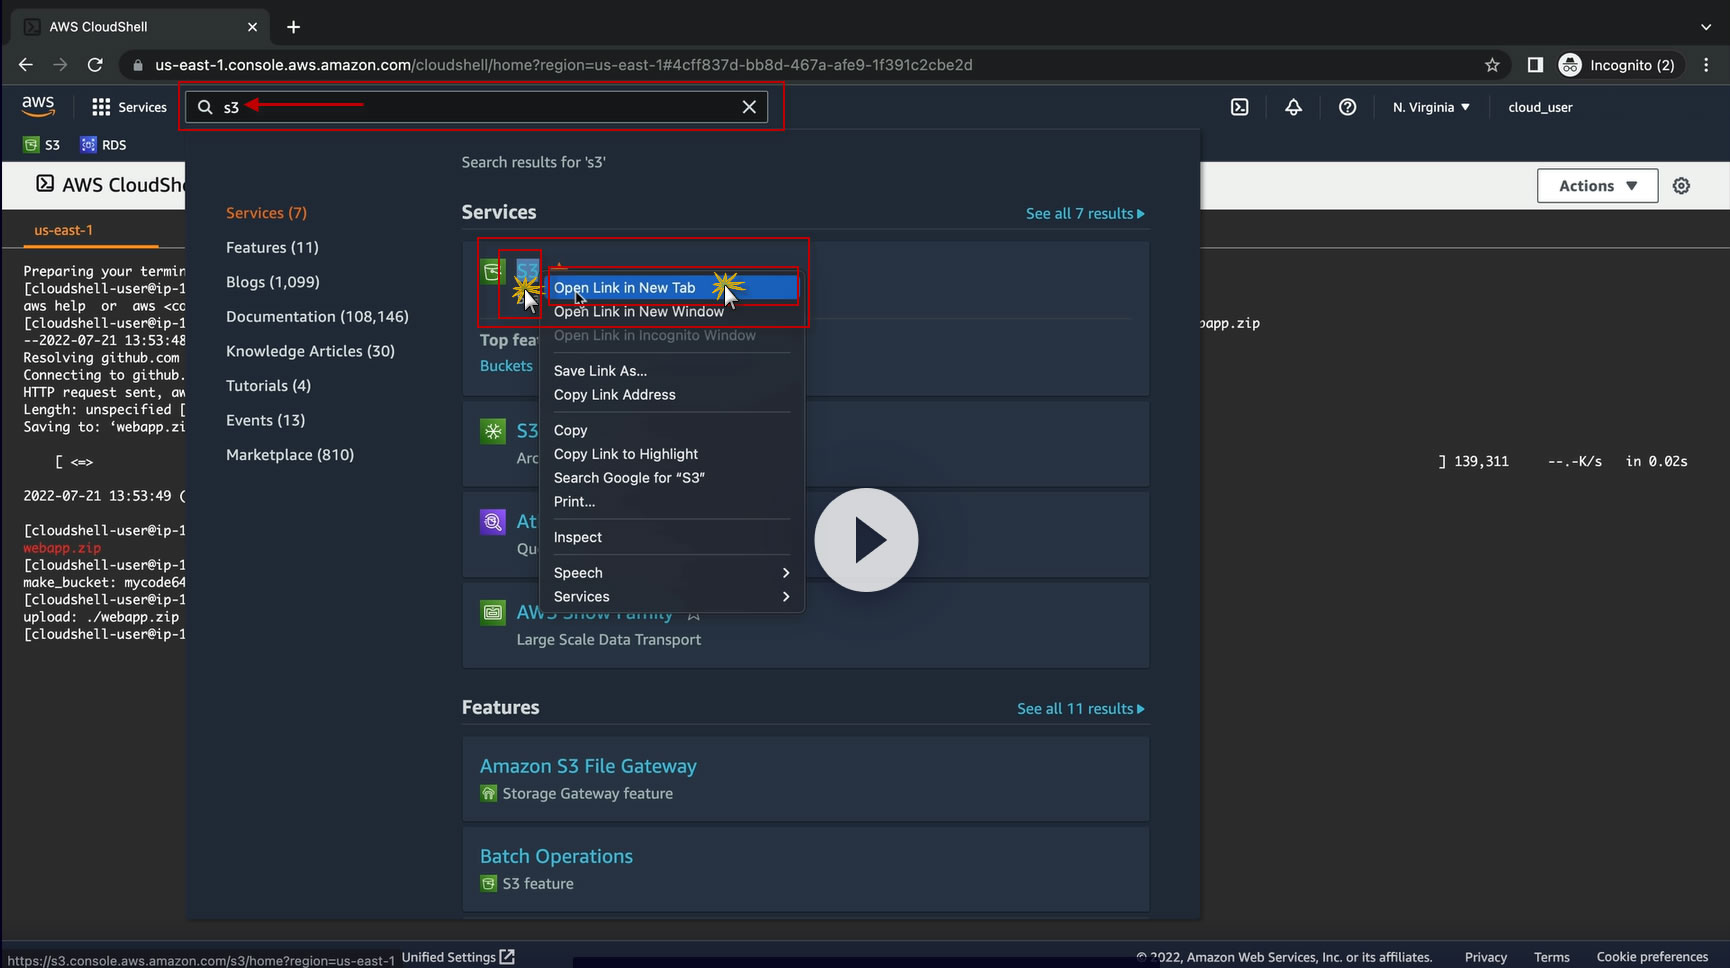 AWS CloudShell
us-east-1.console.aws.amazon.com/cloudshell/home?region=us-east-1#4cff837d-bb8d-467a-afe9-1f391c2cbe2d
Incognito (2)
aws
Services
s3
N. Virginia
cloud_user
S3
RDS
AWS CloudShe
Actions
us-east-1
Search results for 's3'
Services (7)
Features (11)
Blogs (1,099)
Documentation (108,146)
Knowledge Articles (30)
Tutorials (4)
Events (13)
Marketplace (810)
Services
See all 7 results
S3
Top fea
Buckets
Open Link in New Tab
Open Link in New Window
Open Link in Incognito Window
Save Link As...
Copy Link Address
Copy
Copy Link to Highlight
Search Google for “S3”
Print...
Inspect
Speech
Services
S3
Arc
At
Qu
AWS Snow Family
Large Scale Data Transport
Features
See all 11 results
Amazon S3 File Gateway
Storage Gateway feature
Batch Operations
S3 feature
Preparing your termin
[cloudshell-user@ip-1
aws help  or  aws <co
[cloudshell-user@ip-1
app.zip
--2022-07-21 13:53:48
Resolving github.com
Connecting to github.
HTTP request sent, aw
Length: unspecified [
Saving to: ‘webapp.zi
[ <=>
] 139,311  --.-K/s  in 0.02s
2022-07-21 13:53:49 (
[cloudshell-user@ip-1
webapp.zip
[cloudshell-user@ip-1
make_bucket: mycode64
[cloudshell-user@ip-1
upload: ./webapp.zip
[cloudshell-user@ip-1
https://s3.console.aws.amazon.com/s3/home?region=us-east-1
Unified Settings
© 2022, Amazon Web Services, Inc. or its affiliates.
Privacy
Terms
Cookie preferences